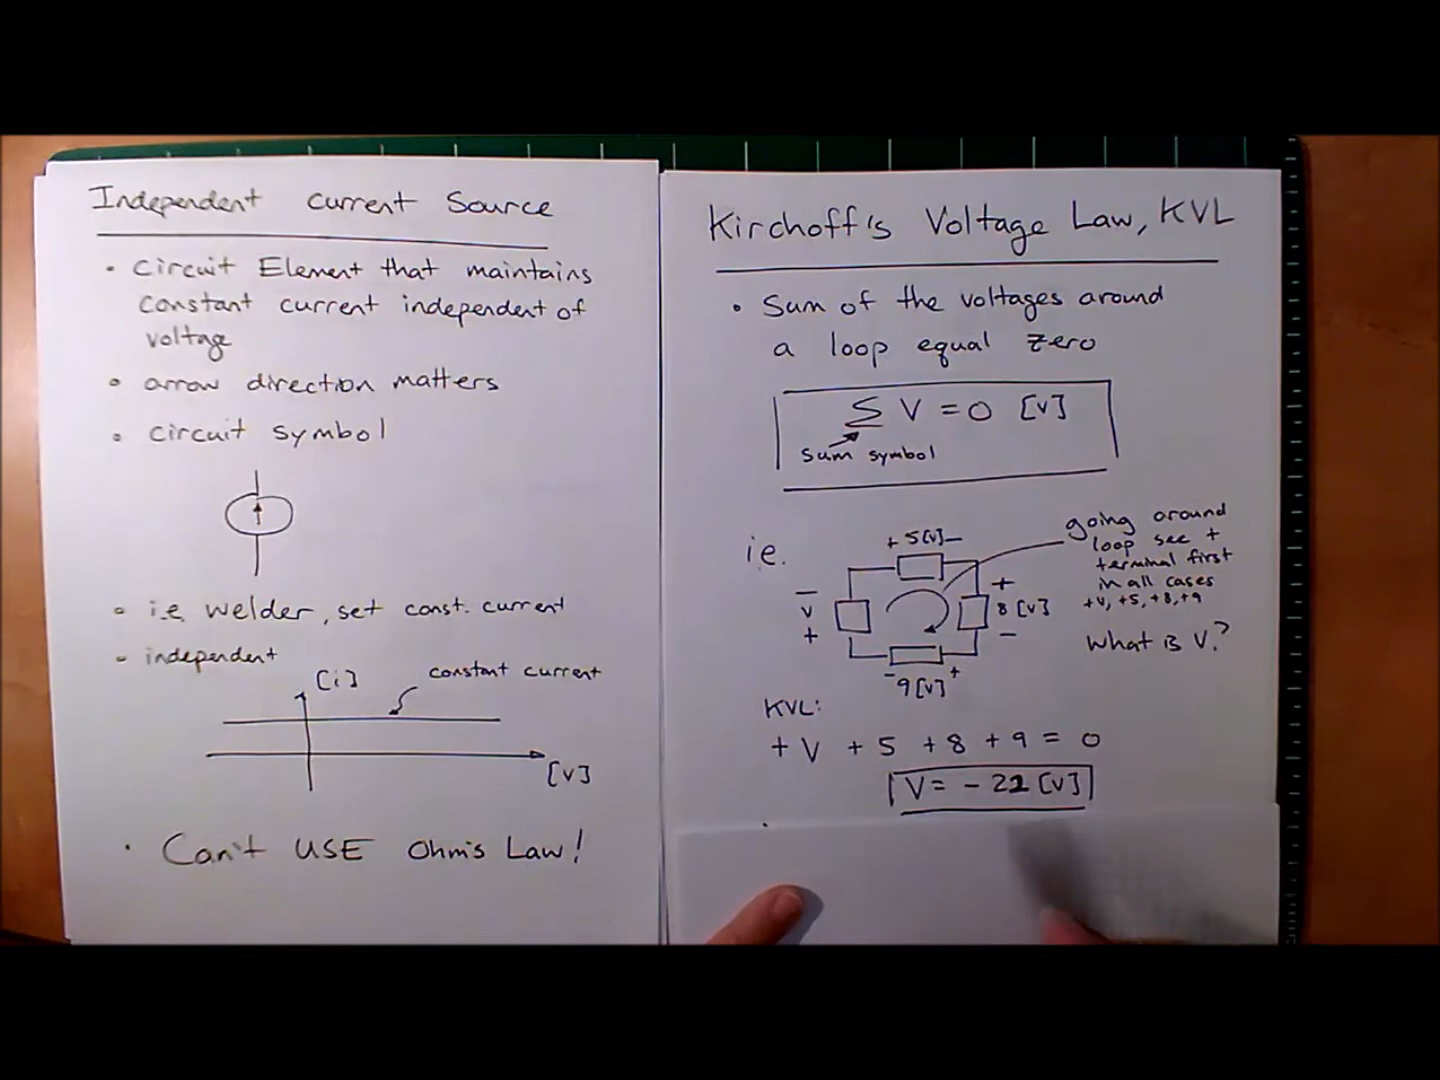 Independent Current Source
• Circuit Element that maintains
constant current independent of
voltage
• arrow direction matters
• circuit symbol
• i.e. welder, set const. current
- independent
[i]
constant current
[v]
• Can't USE Ohm's Law!
Kirchoff's Voltage Law, KVL
• Sum of the voltages around
a loop equal zero
Σ V = 0 [v]
sum symbol
i.e.
+ 5[v] -
- V +
+ 8 [v] -
- 9[v] +
going around
loop see +
terminal first
in all cases
+v, +5, +8, +9
What is V?
KVL:
+ V + 5 + 8 + 9 = 0
V = - 22 [v]